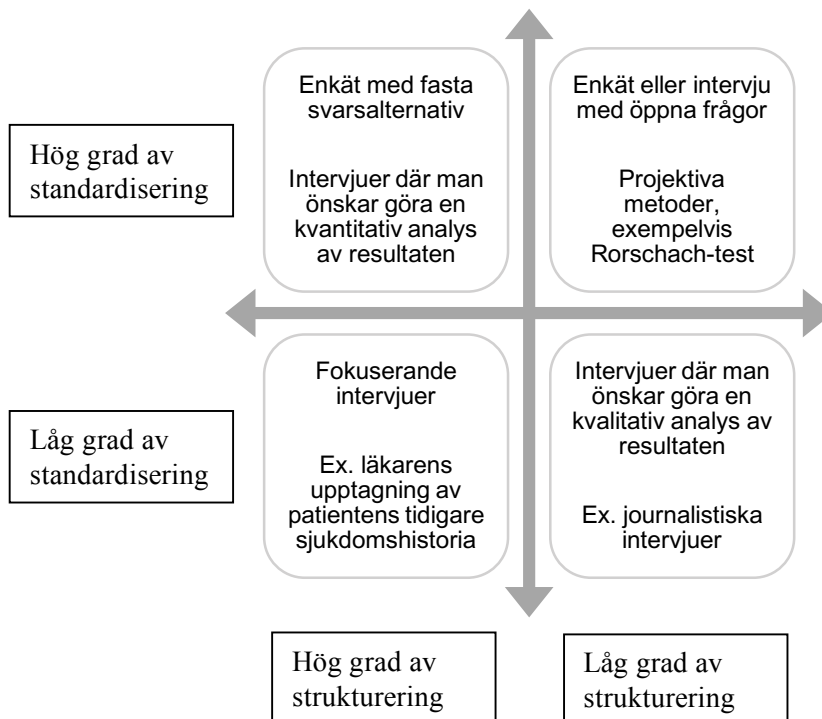 Enkät med fasta
svarsalternativ
Intervjuer där man
önskar göra en
kvantitativ analys
av resultaten
Enkät eller intervju
med öppna frågor
Projektiva
metoder,
exempelvis
Rorschach-test
Hög grad av
standardisering
Fokuserande
intervjuer
Ex. läkarens
upptagning av
patientens tidigare
sjukdomshistoria
Intervjuer där man
önskar göra en
kvalitativ analys av
resultaten
Ex. journalistiska
intervjuer
Låg grad av
standardisering
Hög grad av
strukturering
Låg grad av
strukturering